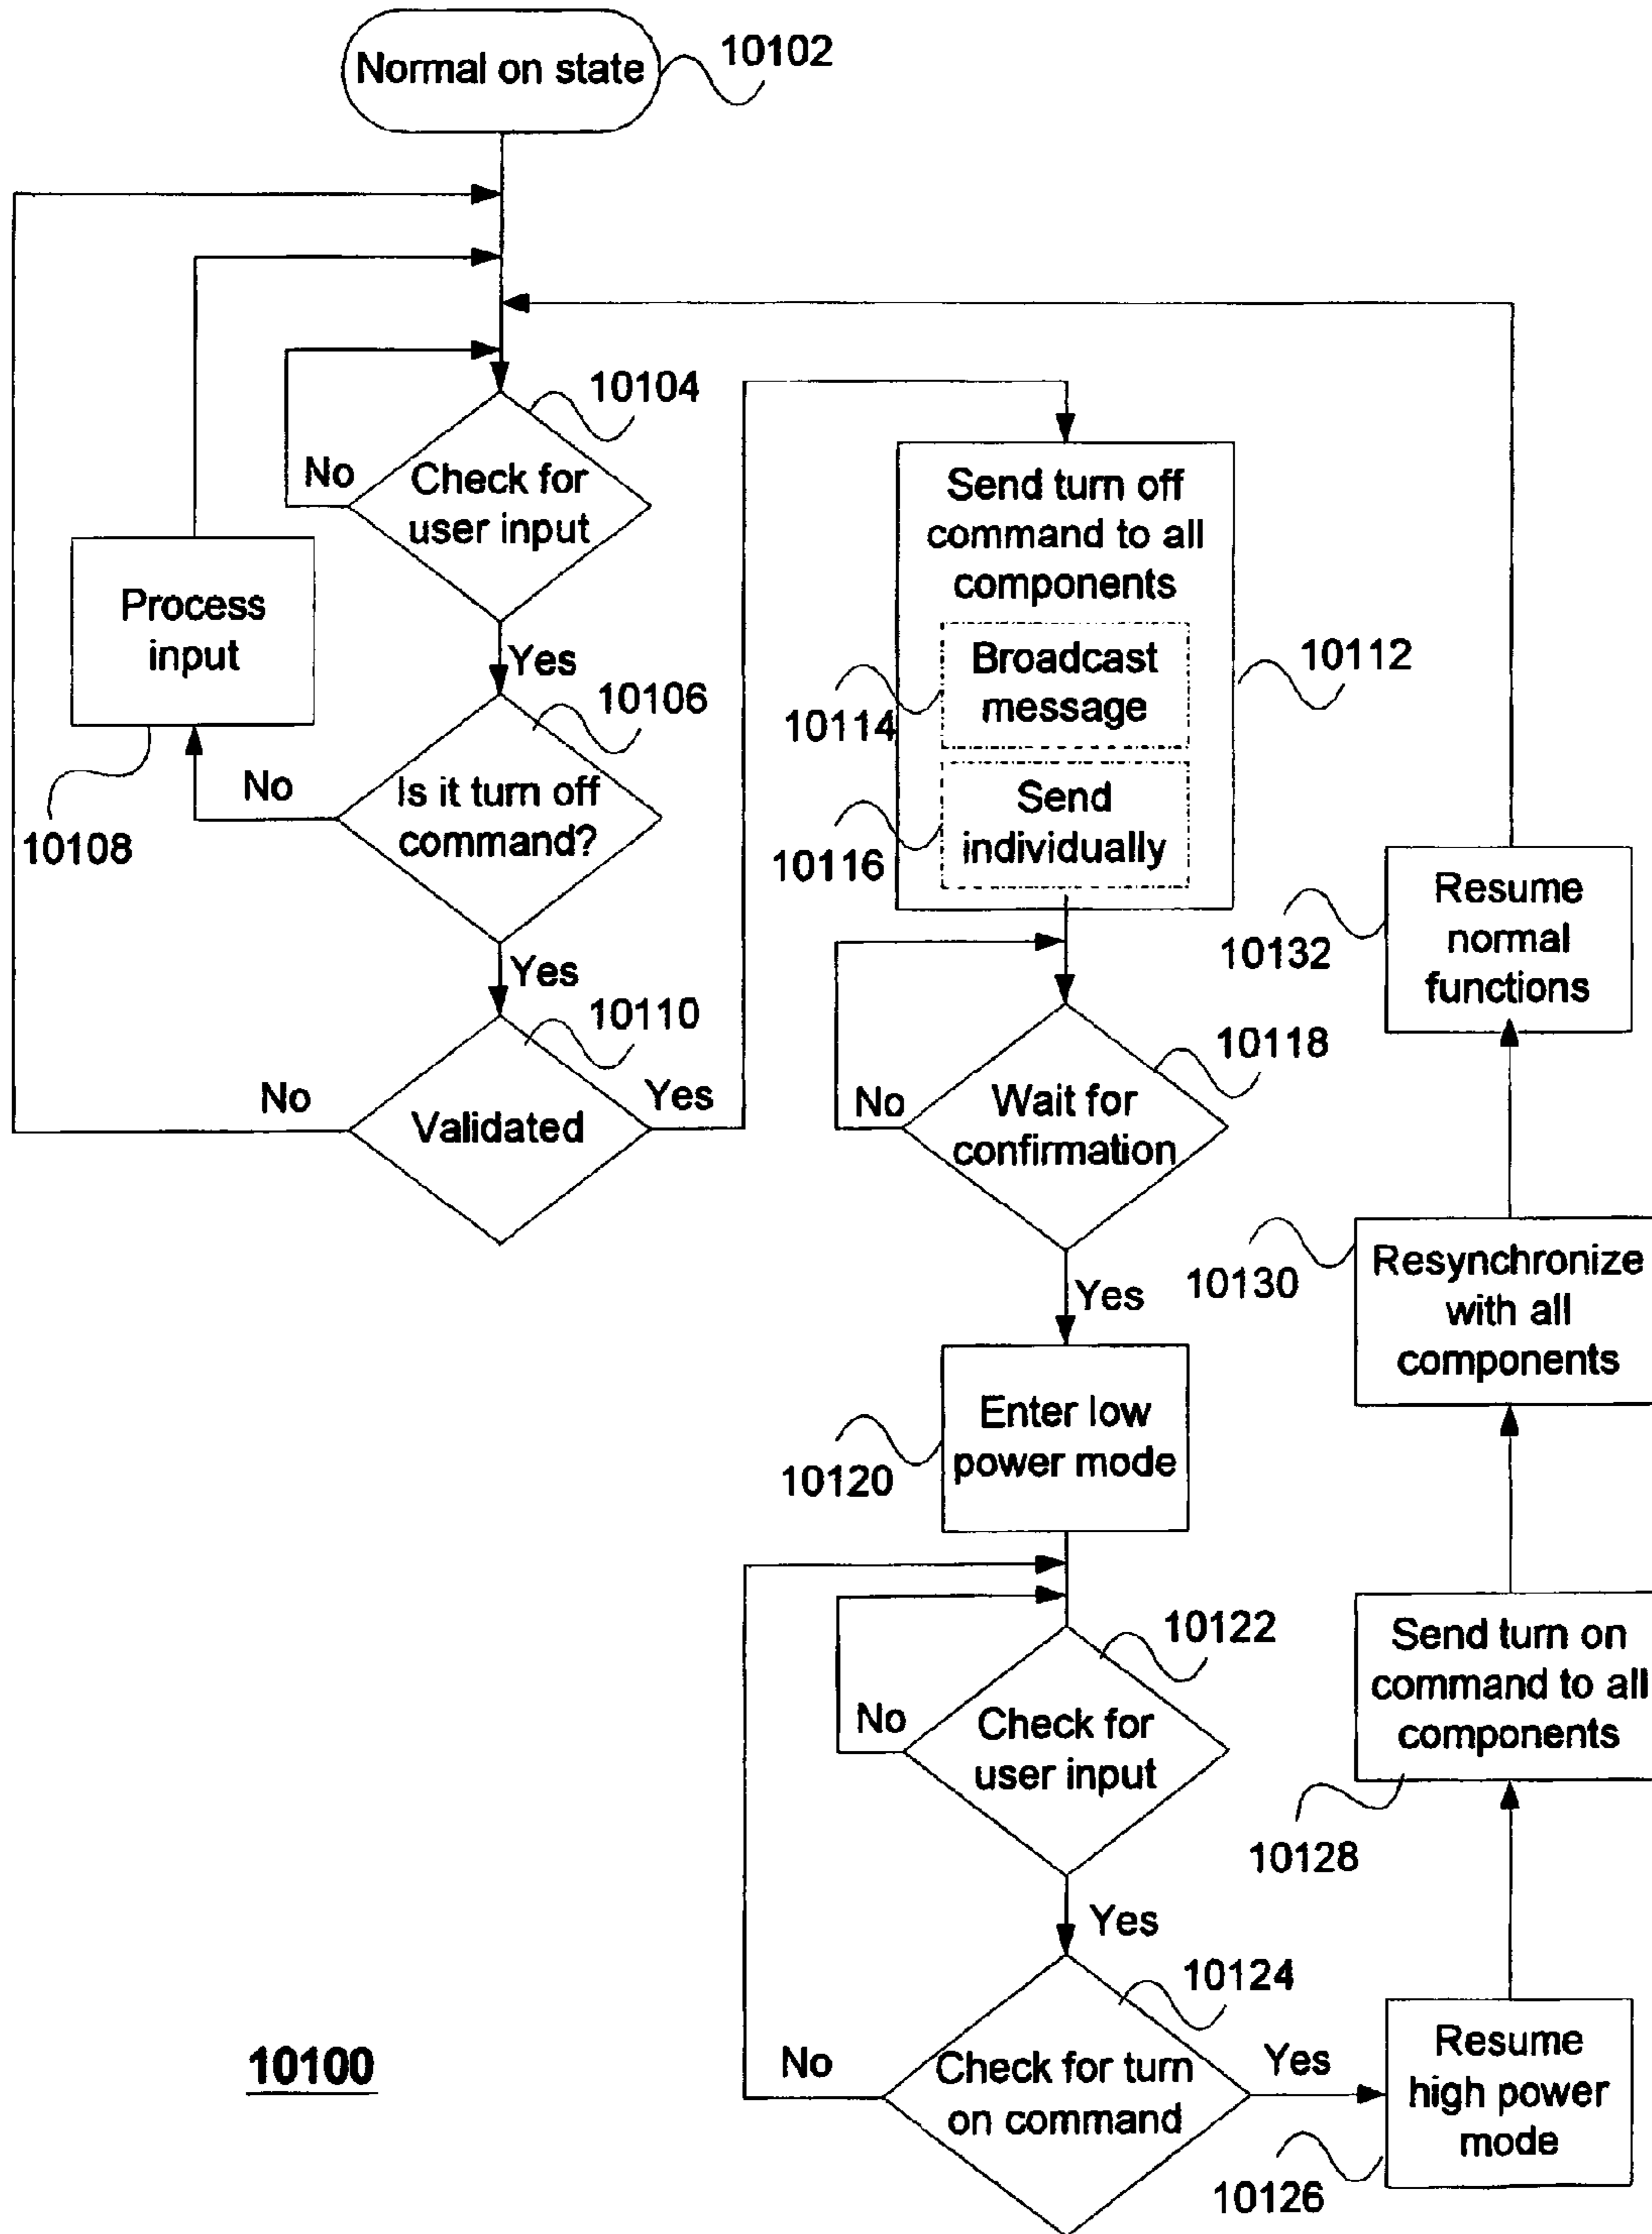 Normal on state
10102
10104
No
Check for
user input
Process
input
10108
Yes
10106
No
Is it turn off
command?
Yes
10110
No
Validated
Yes
Send turn off
command to all
components
Broadcast
message
10112
10114
Send
individually
10116
10118
No
Wait for
confirmation
Yes
Enter low
power mode
10120
10122
No
Check for
user input
Yes
10124
No
Check for turn
on command
Yes
Resume
high power
mode
10126
Send turn on
command to all
components
10128
Resynchronize
with all
components
10130
Resume
normal
functions
10132
10100